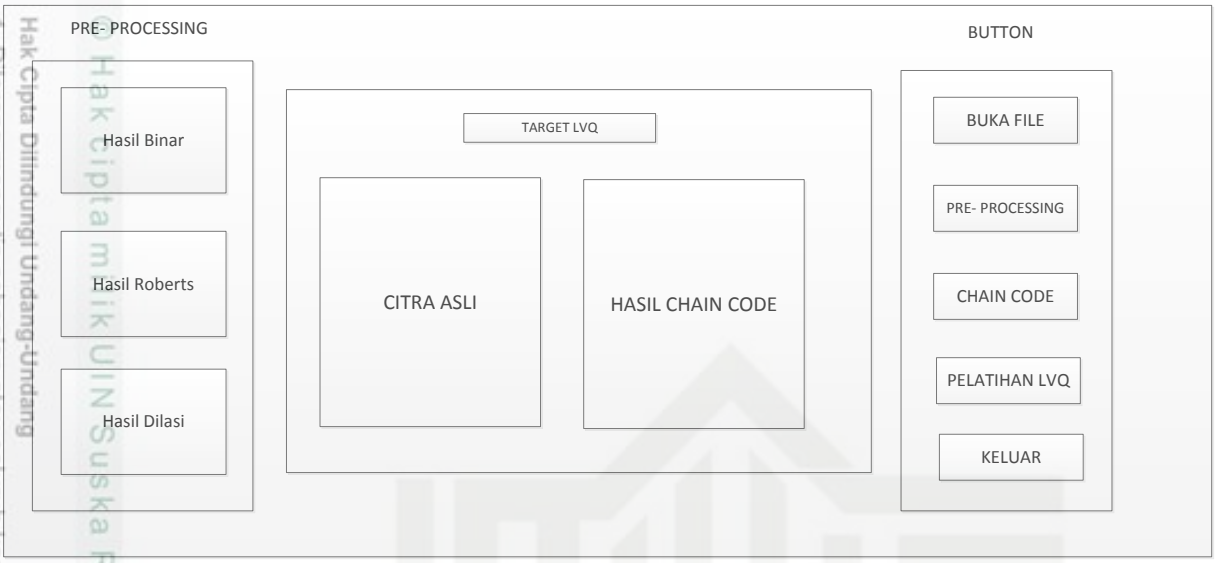 PRE- PROCESSING
Hasil Binar
Hasil Roberts
Hasil Dilasi
TARGET LVQ
CITRA ASLI
HASIL CHAIN CODE
BUTTON
BUKA FILE
PRE- PROCESSING
CHAIN CODE
PELATIHAN LVQ
KELUAR
© Hak cipta milik UIN Suska
Hak Cipta Dilindungi Undang-Undang